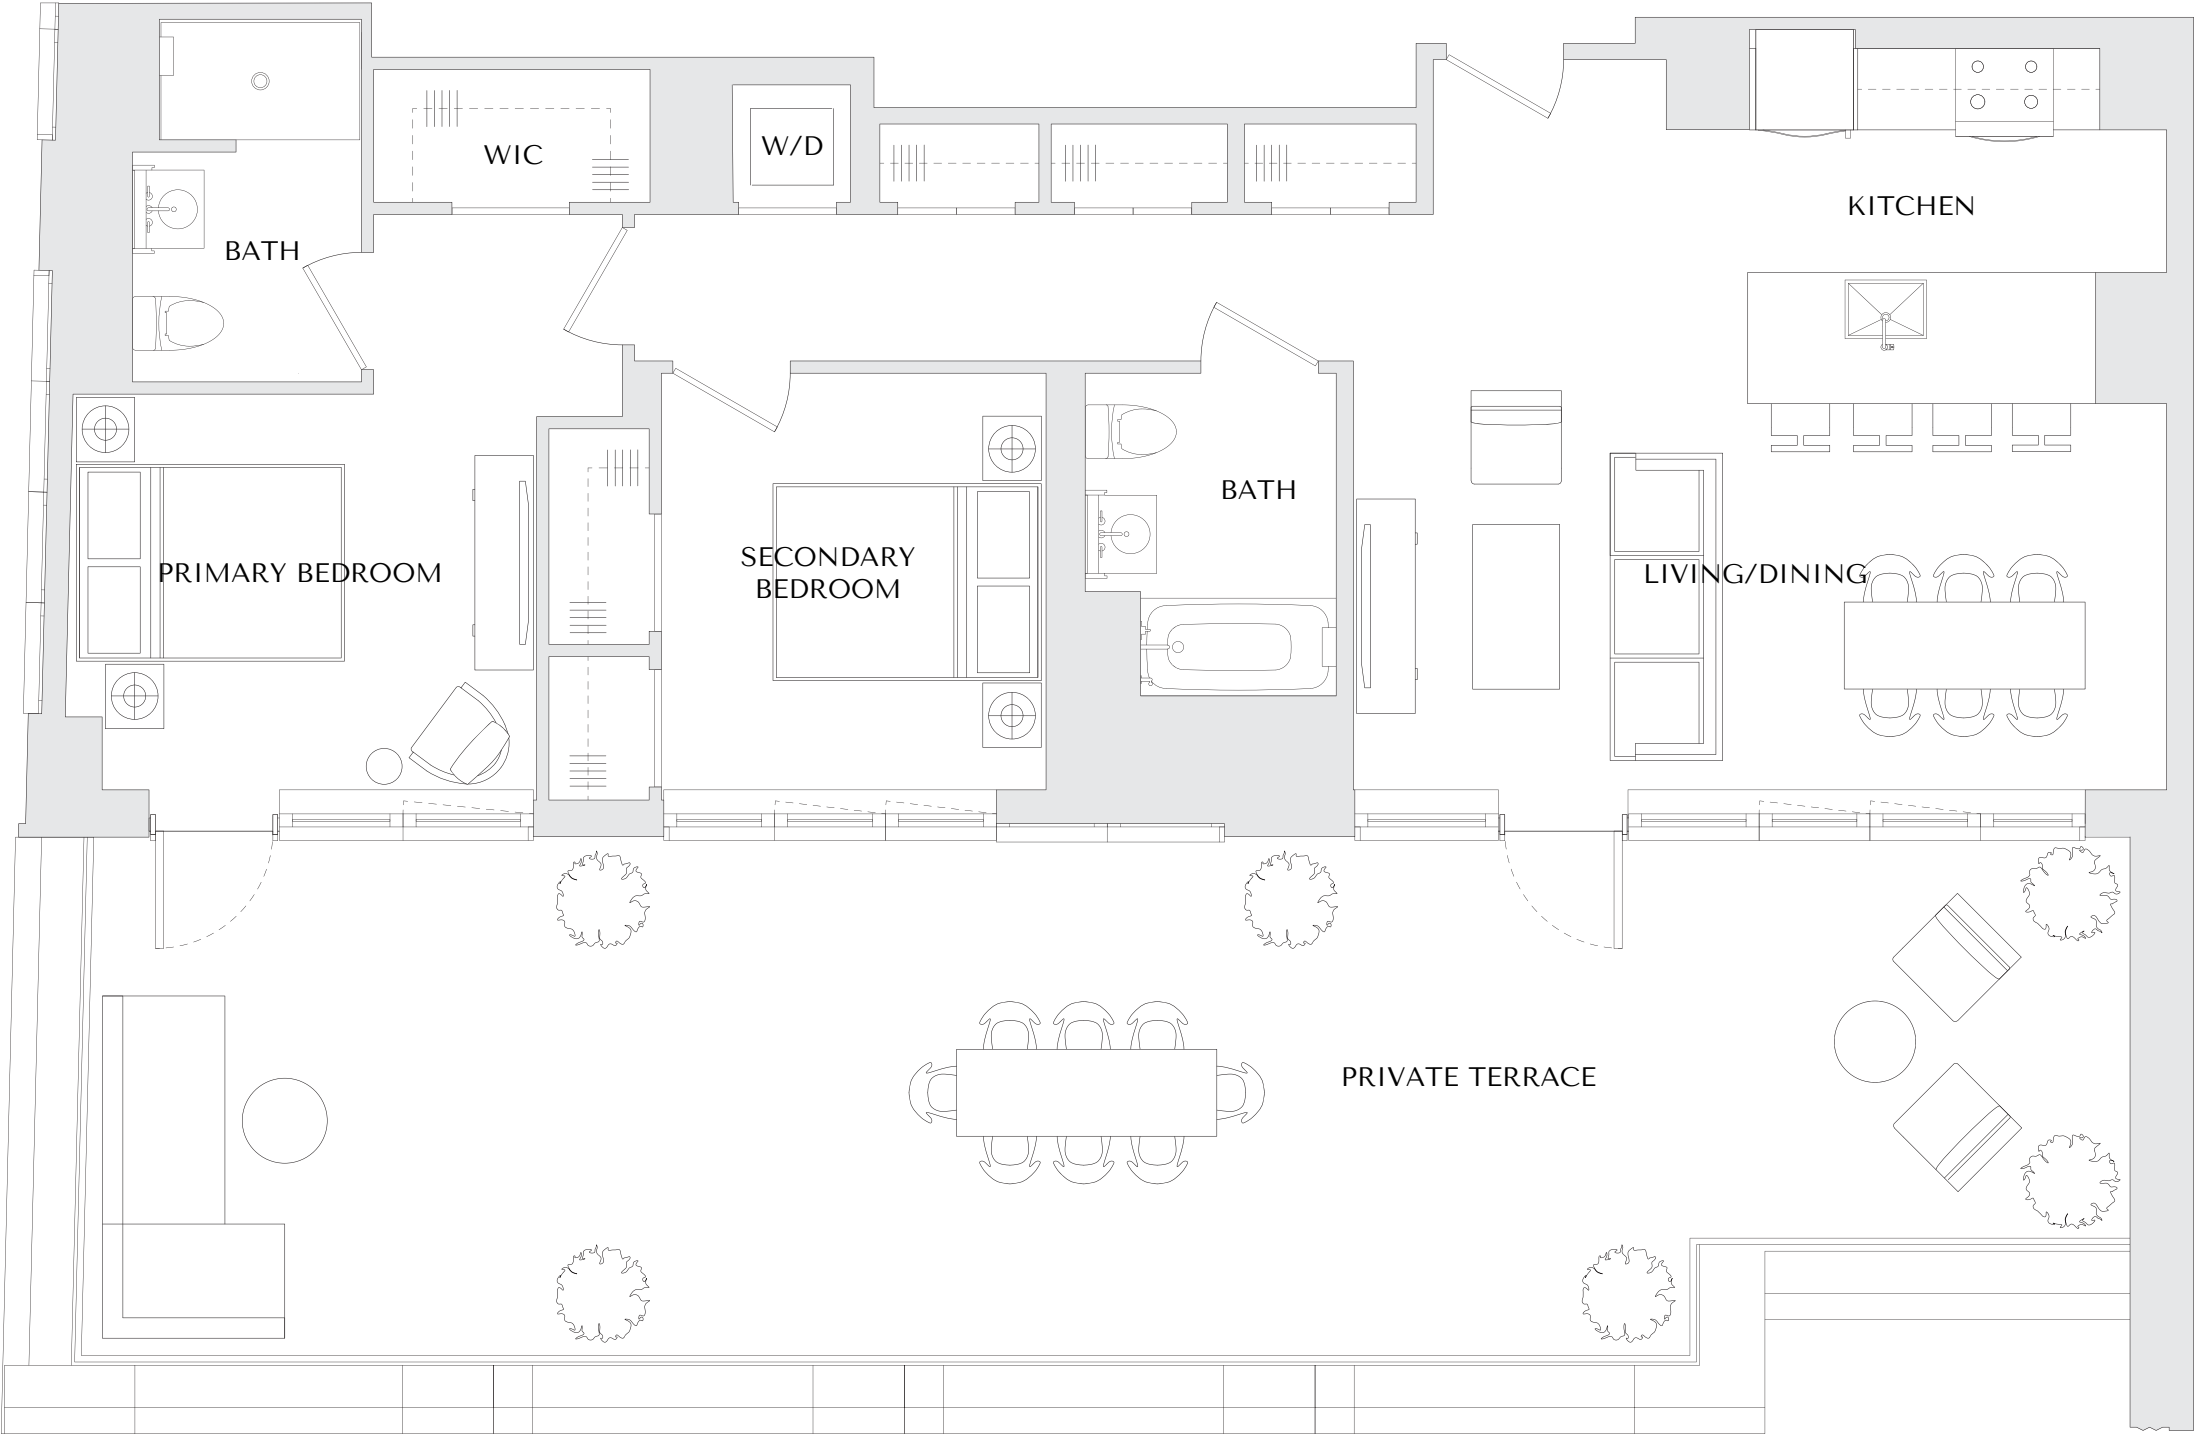 WIC
W/D
KITCHEN
BATH
BATH
PRIMARY BEDROOM
SECONDARY
BEDROOM
LIVING/DINING
PRIVATE TERRACE